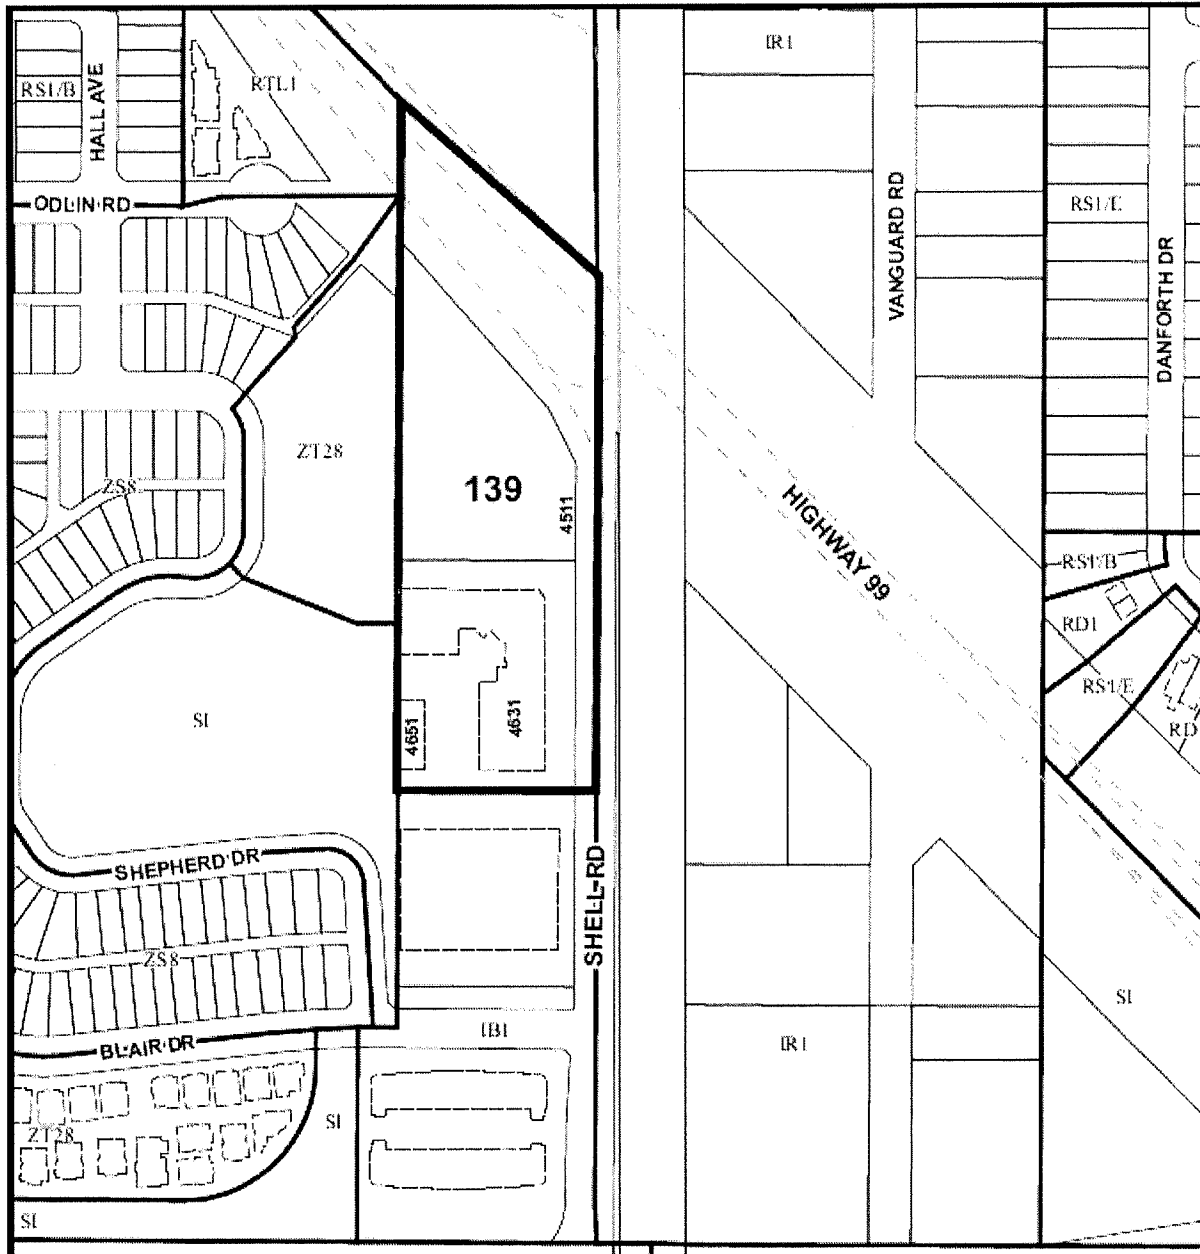 IR1
RTL1
RS1/B
HALL AVE
VANGUARD RD
RS1/E
ODLIN RD
DANFORTH DR
ZT28
ZS8
139
4511
HIGHWAY 99
RS1/B
RD1
RS1/E
SI
4651
4631
RD
SHEPHERD DR
SHELL RD
ZS8
SI
IB1
IR1
BLAIR DR
SI
ZT28
SI